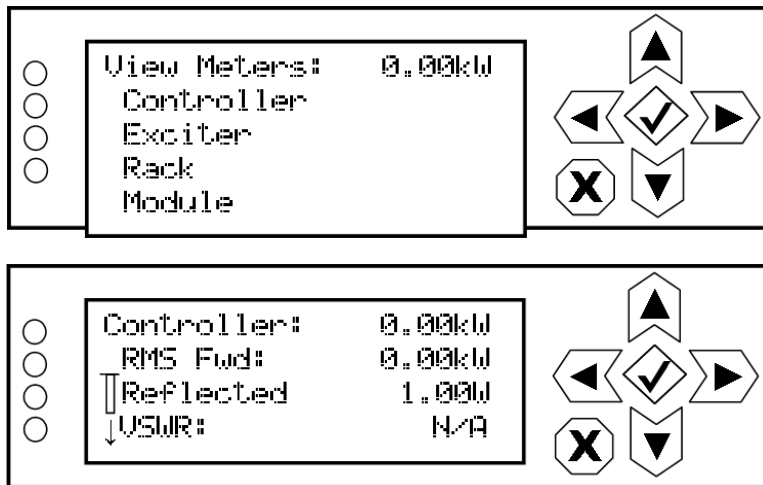 View Meters: 0.00kW
Controller
Exciter
Rack
Module
X
Controller: 0.00kW
RMS Fwd: 0.00kW
Reflected 1.00W
↓VSWR: N/A
X